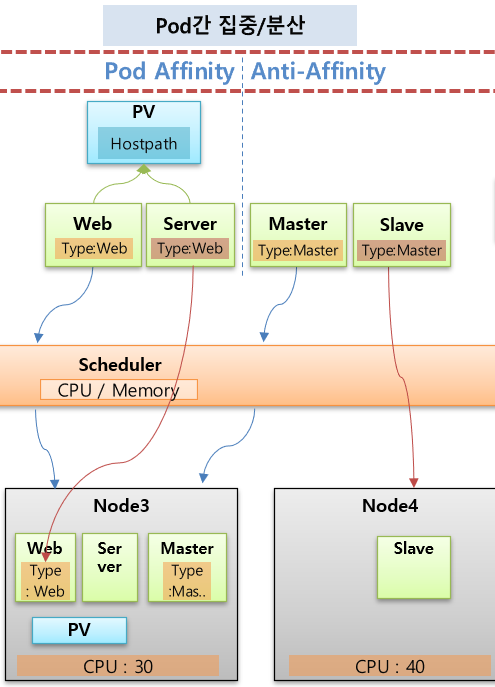 Pod간 집중/분산
Pod Affinity
Anti-Affinity
PV
Hostpath
Web
Type:Web
Server
Type:Web
Master
Type:Master
Slave
Type:Master
Scheduler
CPU / Memory
Node3
Web
Type
: Web
Ser
ver
Master
Type
:Mas..
PV
CPU : 30
Node4
Slave
CPU : 40